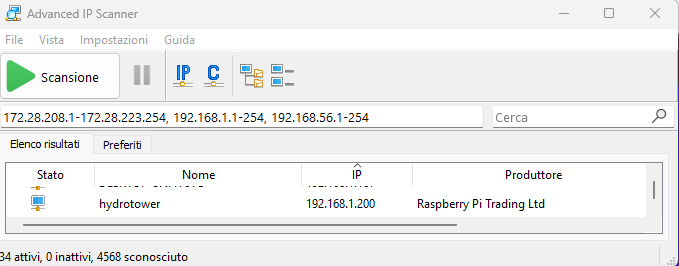 Advanced IP Scanner
File Vista Impostazioni Guida
Scansione IP C
172.28.208.1-172.28.223.254, 192.168.1.1-254, 192.168.56.1-254 Cerca
Elenco risultati Preferiti
Stato Nome IP Produttore
hydrotower 192.168.1.200 Raspberry Pi Trading Ltd
34 attivi, 0 inattivi, 4568 sconosciuto